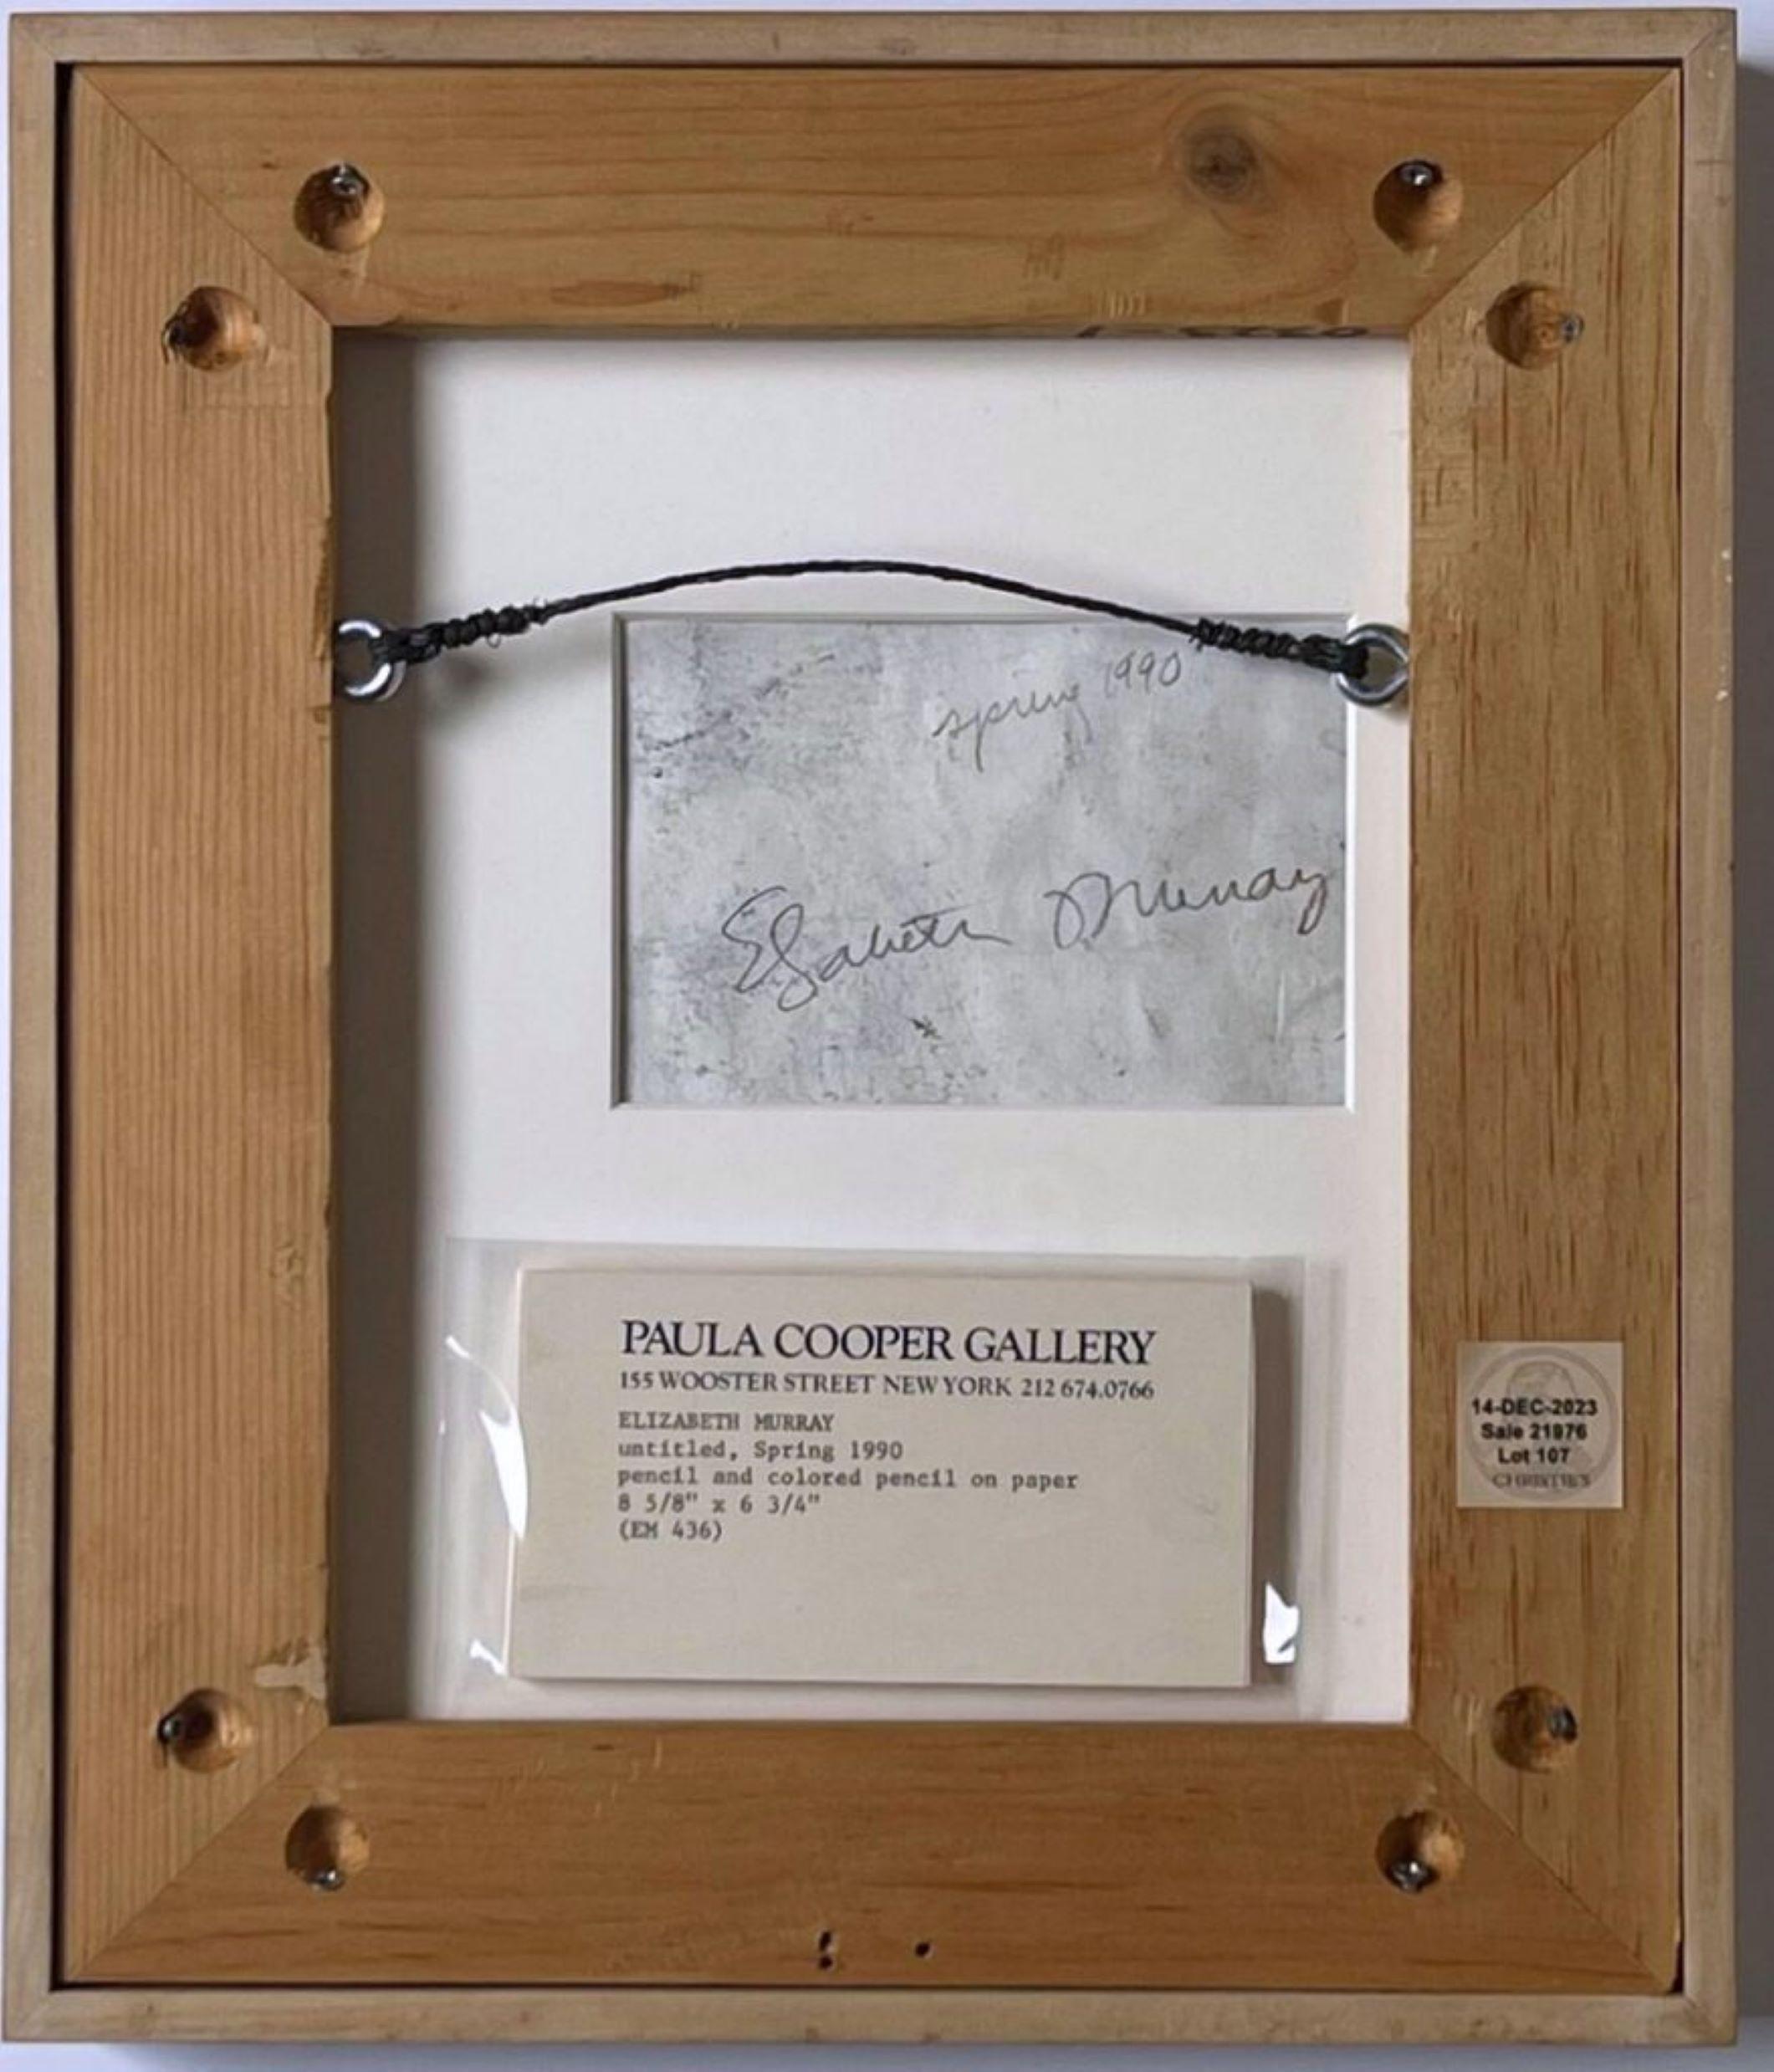 spring 1990
Elizabeth Murray
PAULA COOPER GALLERY
155 WOOSTER STREET NEW YORK 212 674.0766
ELIZABETH MURRAY
untitled, Spring 1990
pencil and colored pencil on paper
8 5/8" x 6 3/4"
(EM 436)
14-DEC-2023
Sale 21976
Lot 107
CHRISTIE'S